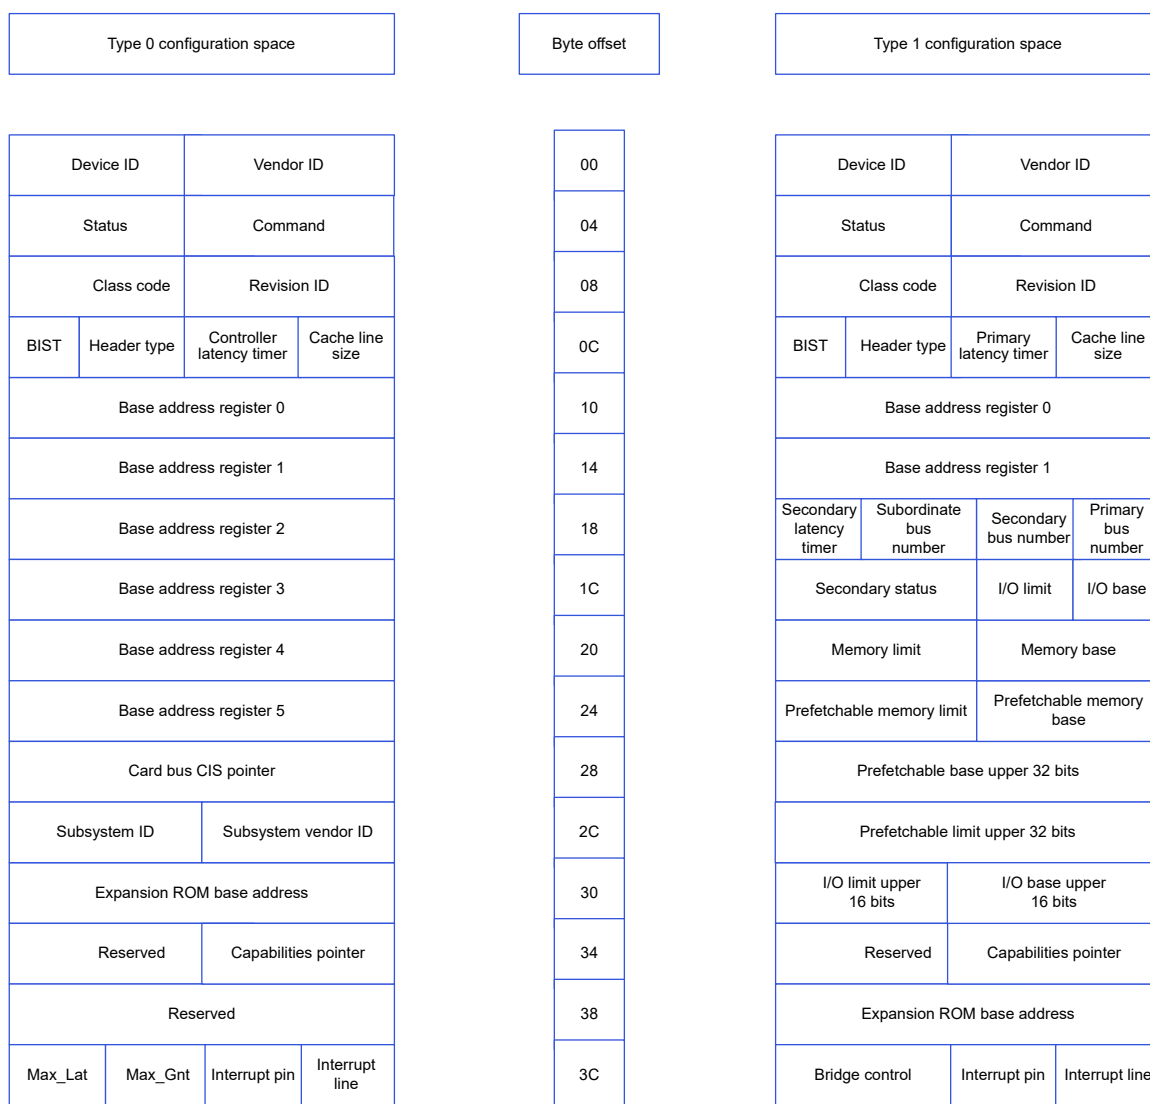 Type 0 configuration space
Byte offset
Type 1 configuration space
Device ID
Vendor ID
00
Device ID
Vendor ID
Status
Command
04
Status
Command
Class code
Revision ID
08
Class code
Revision ID
BIST
Header type
Controller
latency timer
Cache line
size
0C
BIST
Header type
Primary
latency timer
Cache line
size
Base address register 0
10
Base address register 0
Base address register 1
14
Base address register 1
Base address register 2
18
Secondary
latency
timer
Subordinate
bus
number
Secondary
bus number
Primary
bus
number
Base address register 3
1C
Secondary status
I/O limit
I/O base
Base address register 4
20
Memory limit
Memory base
Base address register 5
24
Prefetchable memory limit
Prefetchable memory
base
Card bus CIS pointer
28
Prefetchable base upper 32 bits
Subsystem ID
Subsystem vendor ID
2C
Prefetchable limit upper 32 bits
Expansion ROM base address
30
I/O limit upper
16 bits
I/O base upper
16 bits
Reserved
Capabilities pointer
34
Reserved
Capabilities pointer
Reserved
38
Expansion ROM base address
Max_Lat
Max_Gnt
Interrupt pin
Interrupt
line
3C
Bridge control
Interrupt pin
Interrupt line